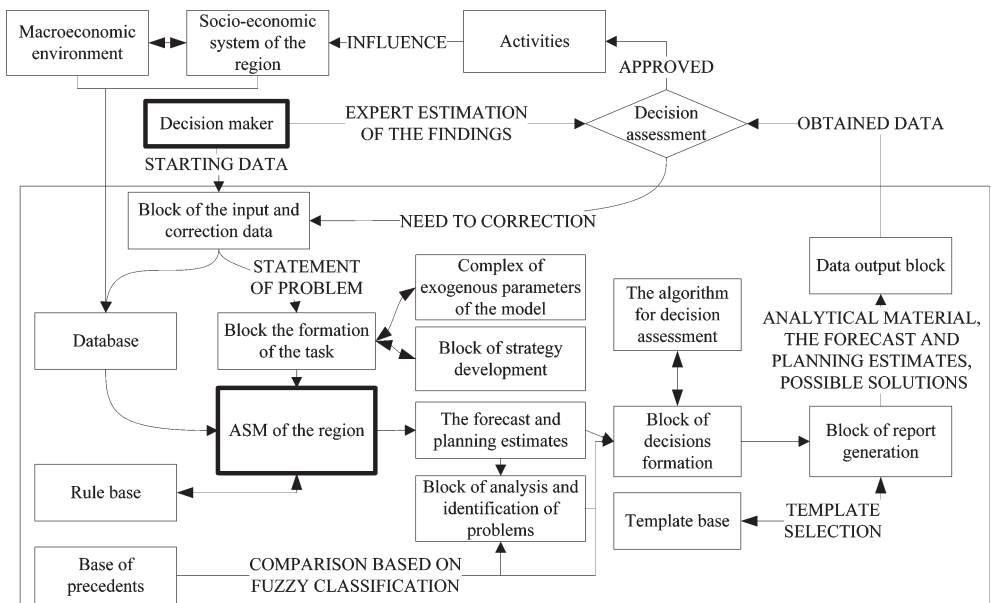 Macroeconomic
environment
Socio-economic
system of the
region
INFLUENCE
Activities
APPROVED
Decision maker
EXPERT ESTIMATION
OF THE FINDINGS
Decision
assessment
OBTAINED DATA
STARTING DATA
Block of the input and
correction data
NEED TO CORRECTION
STATEMENT
OF PROBLEM
Complex of
exogenous parameters
of the model
The algorithm
for decision
assessment
Data output block
Database
Block the formation
of the task
Block of strategy
development
ANALYTICAL MATERIAL,
THE FORECAST AND
PLANNING ESTIMATES,
POSSIBLE SOLUTIONS
ASM of the region
The forecast and
planning estimates
Block of
decisions
formation
Block of report
generation
Rule base
Block of analysis and
identification of
problems
Template base
TEMPLATE
SELECTION
Base of
precedents
COMPARISON BASED ON
FUZZY CLASSIFICATION